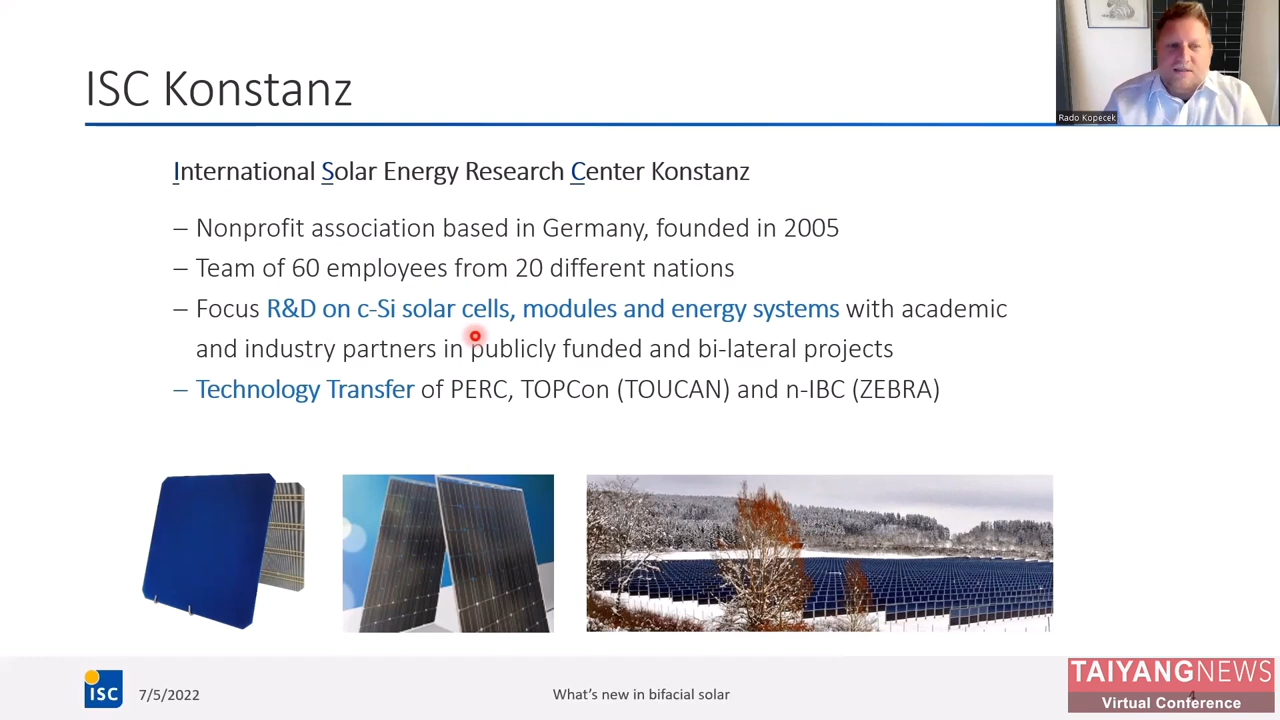 ISC Konstanz
Rado Kopecek
International Solar Energy Research Center Konstanz
– Nonprofit association based in Germany, founded in 2005
– Team of 60 employees from 20 different nations
– Focus R&D on c-Si solar cells, modules and energy systems with academic
and industry partners in publicly funded and bi-lateral projects
– Technology Transfer of PERC, TOPCon (TOUCAN) and n-IBC (ZEBRA)
ISC
7/5/2022
What's new in bifacial solar
4
TAIYANGNEWS
Virtual Conference